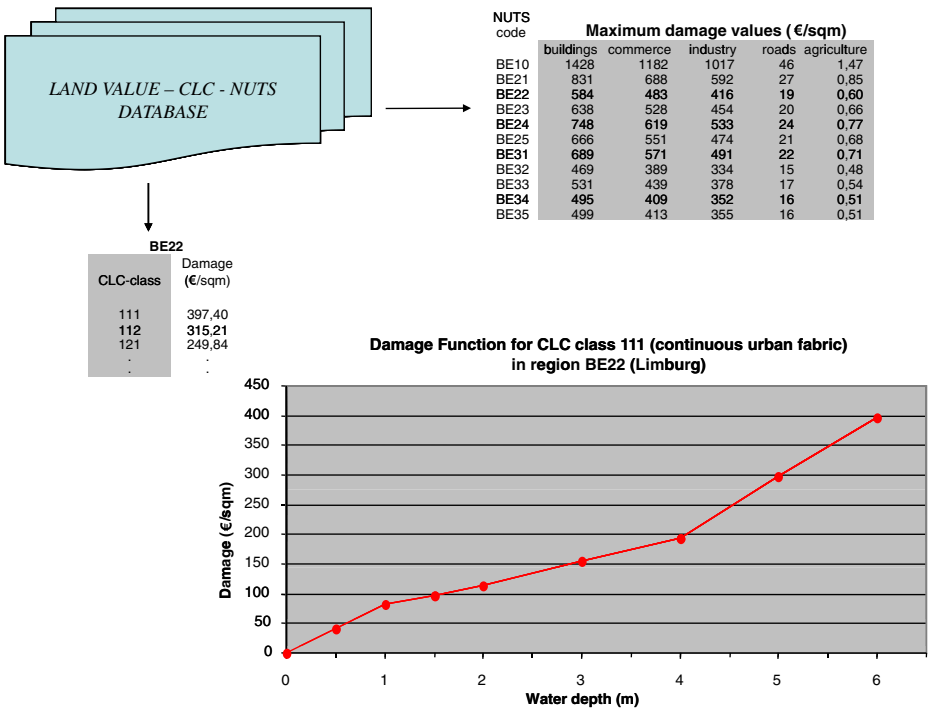 LAND VALUE – CLC - NUTS
DATABASE
NUTS
code
Maximum damage values (€/sqm)
buildings commerce industry roads agriculture
BE10 1428 1182 1017 46 1,47
BE21 831 688 592 27 0,85
BE22 584 483 416 19 0,60
BE23 638 528 454 20 0,66
BE24 748 619 533 24 0,77
BE25 666 551 474 21 0,68
BE31 689 571 491 22 0,71
BE32 469 389 334 15 0,48
BE33 531 439 378 17 0,54
BE34 495 409 352 16 0,51
BE35 499 413 355 16 0,51
BE22
Damage
CLC-class (€/sqm)
111 397,40
112 315,21
121 249,84
. .
. .
Damage Function for CLC class 111 (continuous urban fabric)
in region BE22 (Limburg)
Damage (€/sqm)
450
400
350
300
250
200
150
100
50
0
0 1 2 3 4 5 6
Water depth (m)